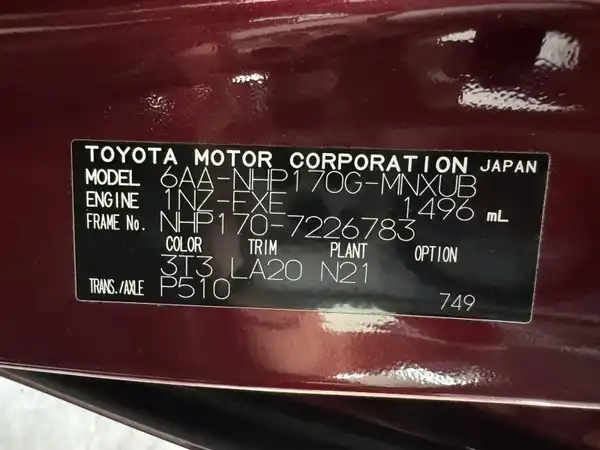 TOYOTA MOTOR CORPORATION JAPAN
MODEL 6AA-NHP170G-MNXUB
ENGINE 1NZ-FXE 1496 mL
FRAME No. NHP170-7226783
COLOR TRIM PLANT OPTION
3T3 LA20 N21
TRANS./AXLE P510 749